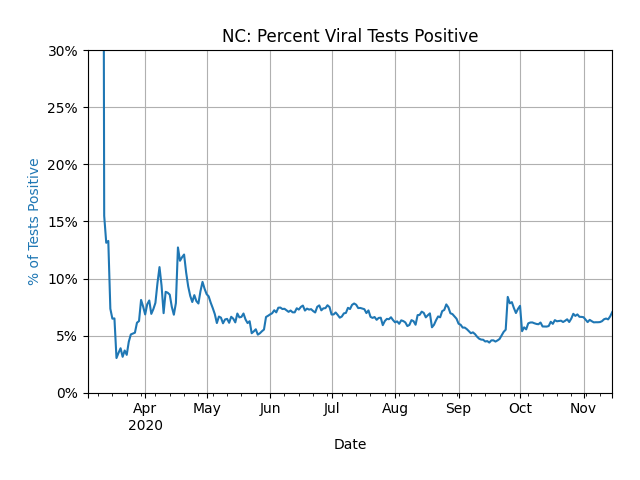 NC: Percent Viral Tests Positive
30%
25%
20%
15%
10%
5%
0%
% of Tests Positive
Apr May Jun Jul Aug Sep Oct Nov
2020
Date